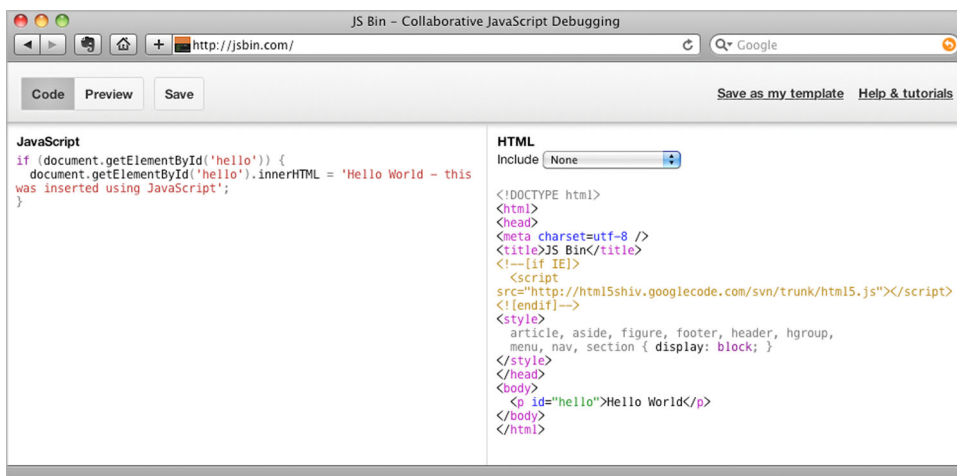 JS Bin - Collaborative JavaScript Debugging
http://jsbin.com/
Google
Code Preview Save
Save as my template Help & tutorials
JavaScript
if (document.getElementById('hello')) {
  document.getElementById('hello').innerHTML = 'Hello World - this
was inserted using JavaScript';
}
HTML
Include None
<!DOCTYPE html>
<html>
<head>
<meta charset=utf-8 />
<title>JS Bin</title>
<!--[if IE]>
  <script
src="http://html5shiv.googlecode.com/svn/trunk/html5.js"></script>
<![endif]-->
<style>
  article, aside, figure, footer, header, hgroup,
  menu, nav, section { display: block; }
</style>
</head>
<body>
  <p id="hello">Hello World</p>
</body>
</html>